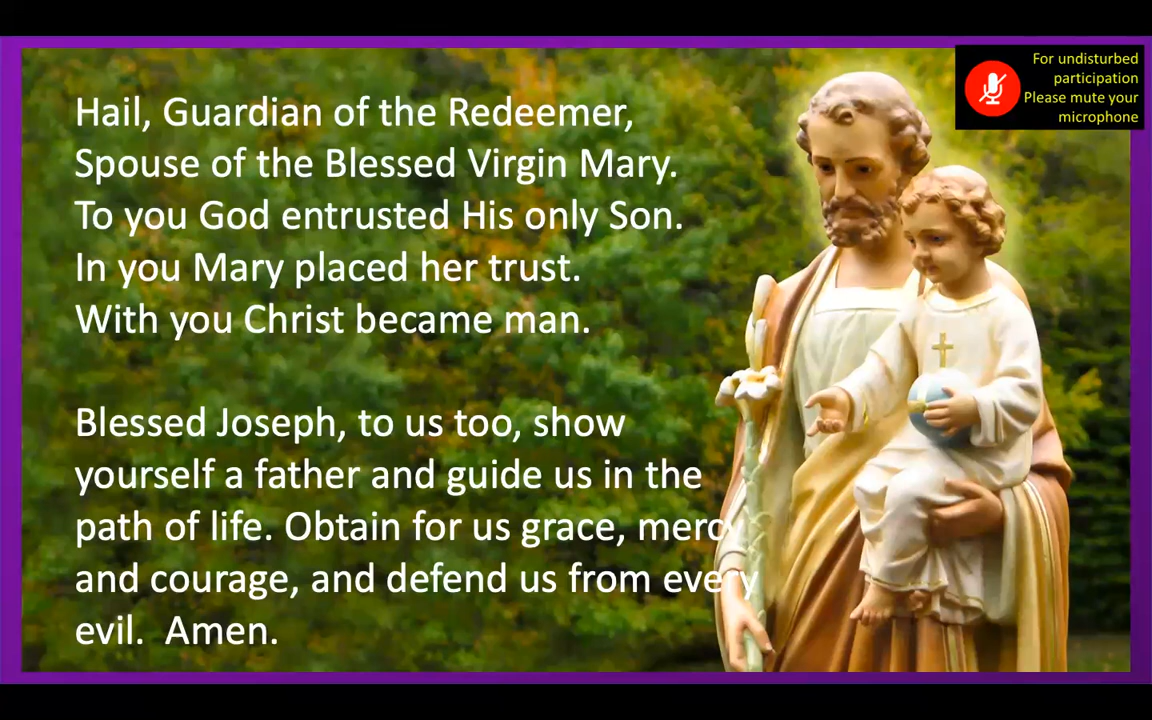 Hail, Guardian of the Redeemer,
Spouse of the Blessed Virgin Mary.
To you God entrusted His only Son.
In you Mary placed her trust.
With you Christ became man.
Blessed Joseph, to us too, show
yourself a father and guide us in the
path of life. Obtain for us grace, mercy
and courage, and defend us from every
evil.  Amen.
For undisturbed
participation
Please mute your
microphone